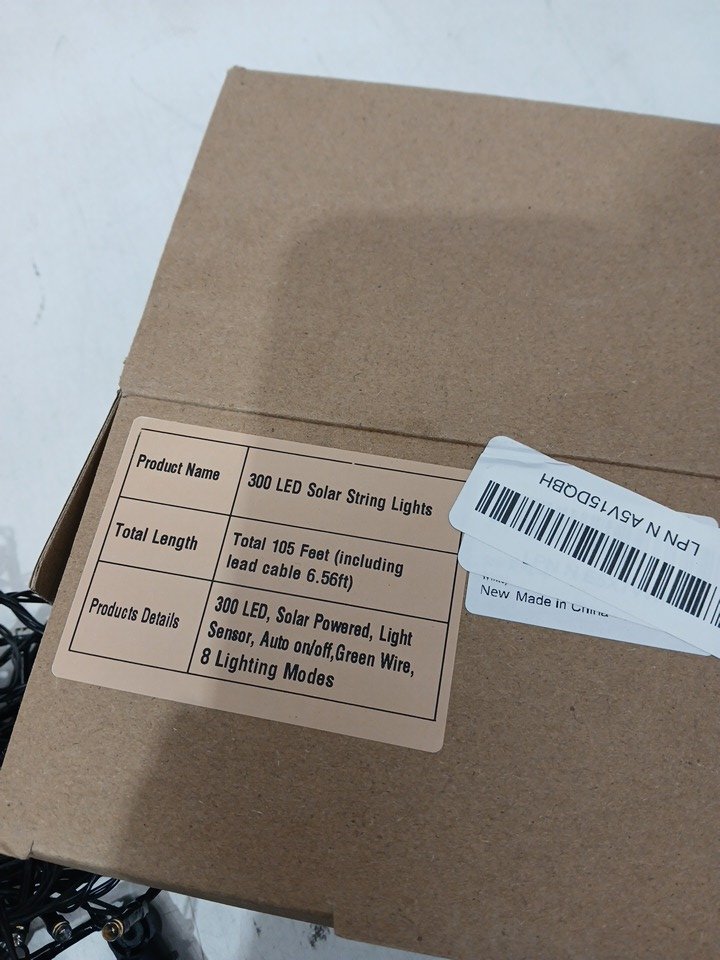 Product Name
300 LED Solar String Lights
Total Length
Total 105 Feet (including
lead cable 6.56ft)
Products Details
300 LED, Solar Powered, Light
Sensor, Auto on/off,Green Wire,
8 Lighting Modes
LPN N A5V15DQBH
New Made in China